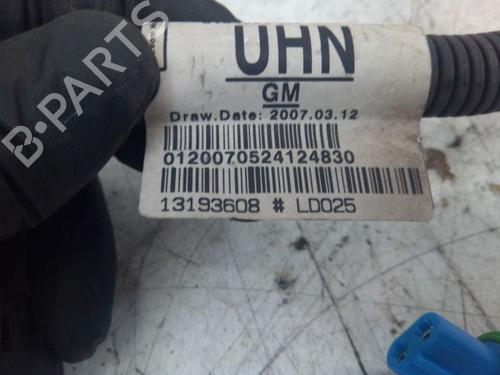 UHN
GM
Draw.Date: 2007.03.12
0120070524124830
13193608 # LD025
B-PARTS